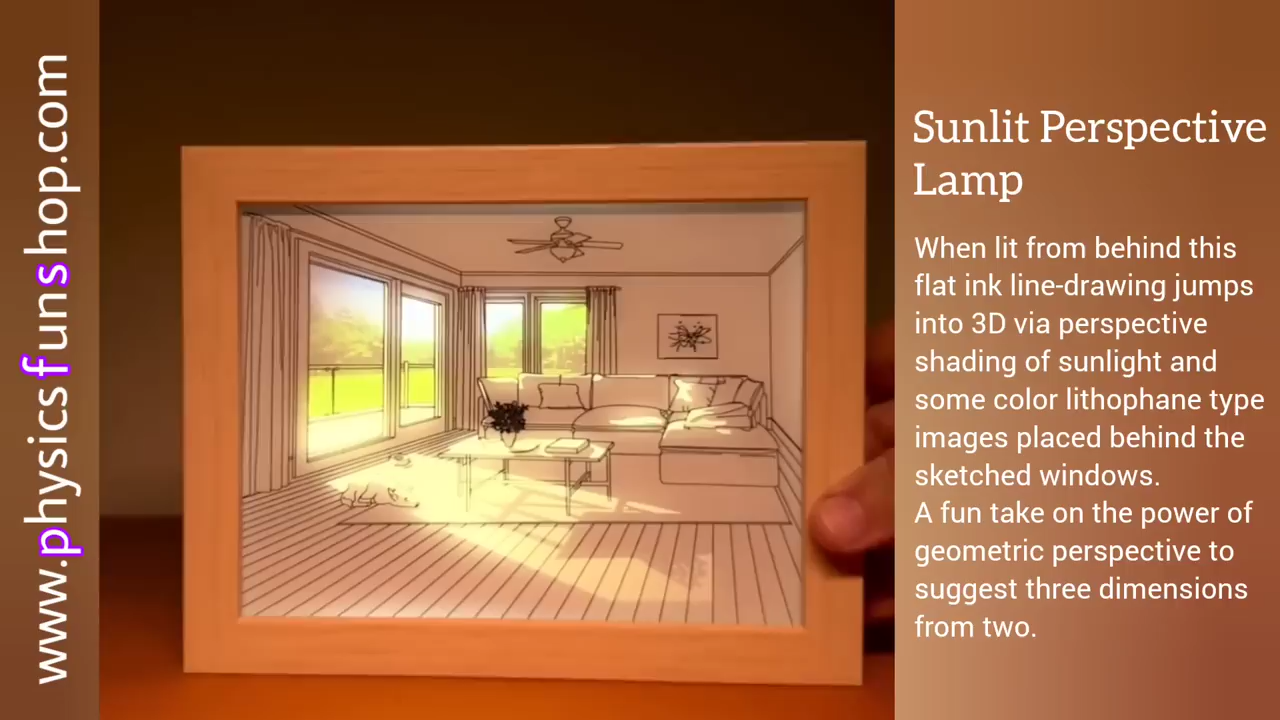 www.physicsfunshop.com
Sunlit Perspective
Lamp
When lit from behind this
flat ink line-drawing jumps
into 3D via perspective
shading of sunlight and
some color lithophane type
images placed behind the
sketched windows.
A fun take on the power of
geometric perspective to
suggest three dimensions
from two.